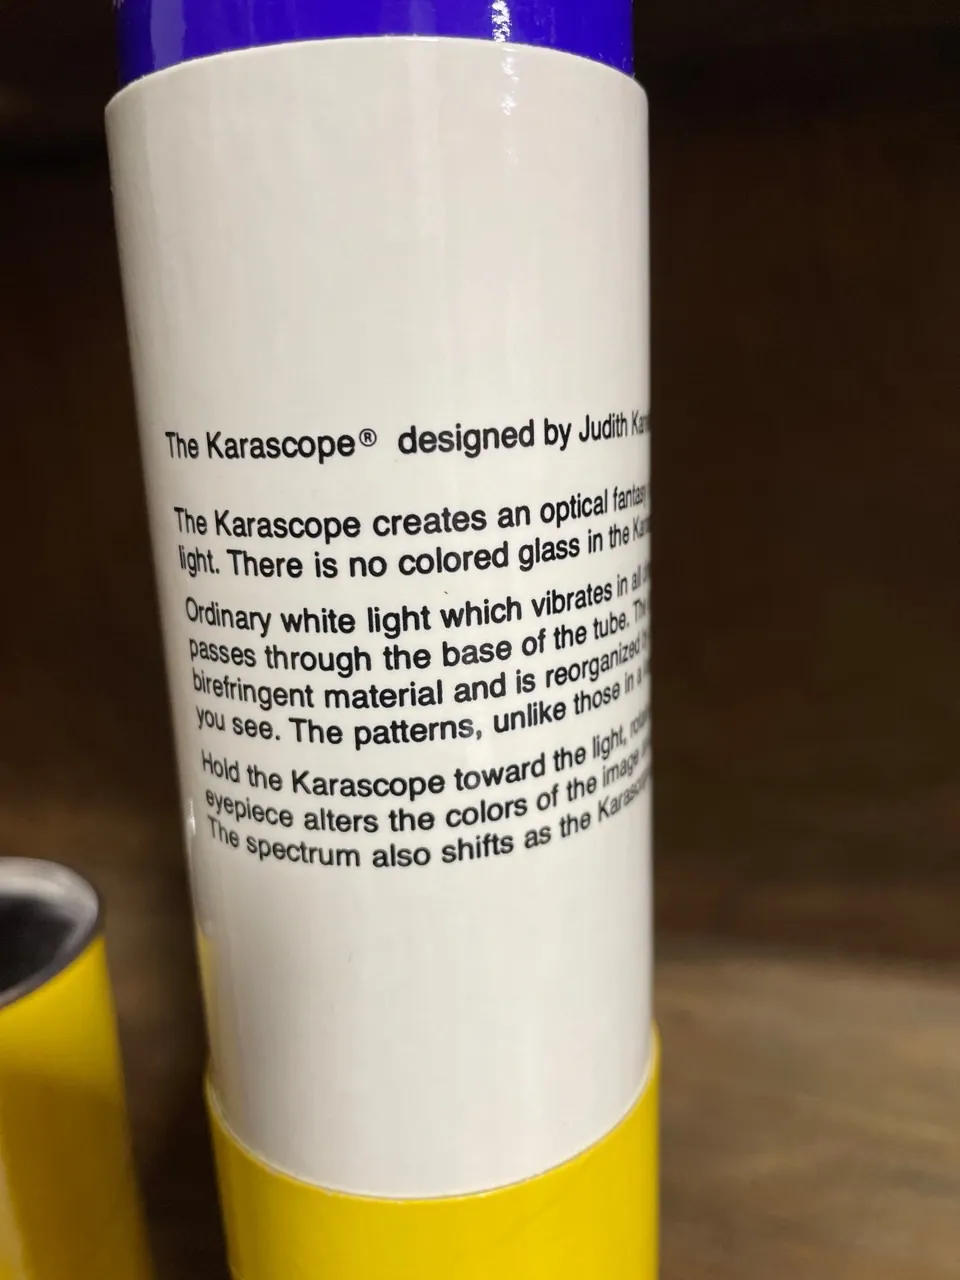 The Karascope® designed by Judith
The Karascope creates an optical
light. There is no colored glass in the
Ordinary white light which vibrates in all
passes through the base of the tube.
birefringent material and is reorganized
you see. The patterns, unlike those in a
Hold the Karascope toward the light,
eyepiece alters the colors of the image
The spectrum also shifts as the